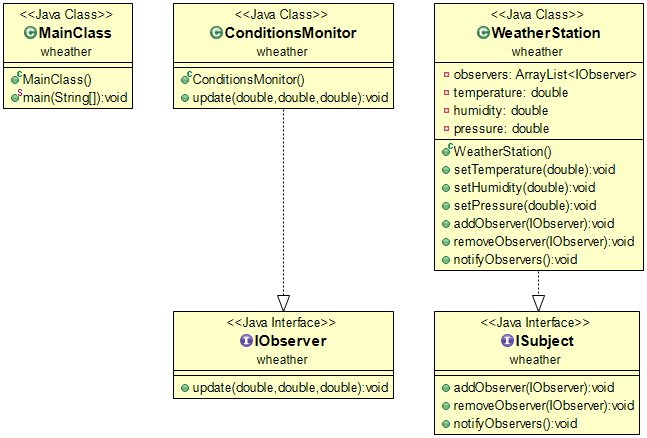 <<Java Class>>
MainClass
wheather
MainClass()
main(String[]):void
<<Java Class>>
ConditionsMonitor
wheather
ConditionsMonitor()
update(double,double,double):void
<<Java Class>>
WeatherStation
wheather
observers: ArrayList<IObserver>
temperature: double
humidity: double
pressure: double
WeatherStation()
setTemperature(double):void
setHumidity(double):void
setPressure(double):void
addObserver(IObserver):void
removeObserver(IObserver):void
notifyObservers():void
<<Java Interface>>
IObserver
wheather
update(double,double,double):void
<<Java Interface>>
ISubject
wheather
addObserver(IObserver):void
removeObserver(IObserver):void
notifyObservers():void